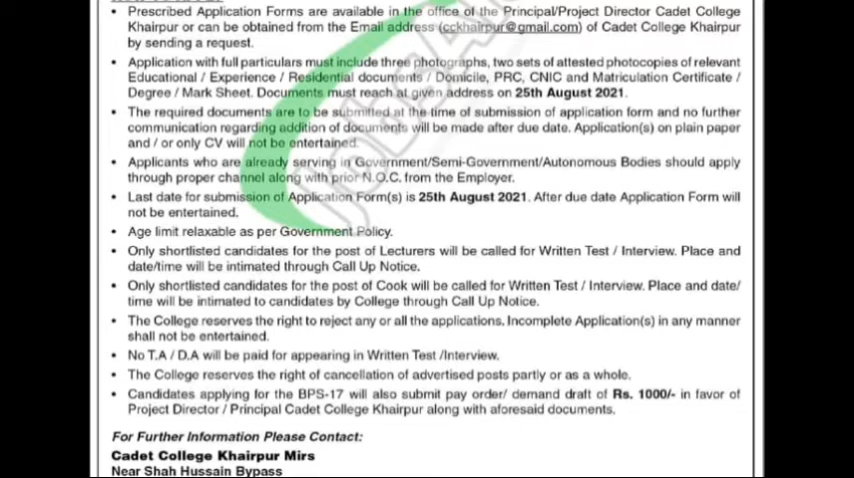 • Prescribed Application Forms are available in the office of the Principal/Project Director Cadet College
Khairpur or can be obtained from the Email address (cckhairpur@gmail.com) of Cadet College Khairpur
by sending a request.
• Application with full particulars must include three photographs, two sets of attested photocopies of relevant
Educational / Experience / Residential documents / Domicile, PRC, CNIC and Matriculation Certificate /
Degree / Mark Sheet. Documents must reach at given address on 25th August 2021.
• The required documents are to be submitted at the time of submission of application form and no further
communication regarding addition of documents will be made after due date. Application(s) on plain paper
and / or only CV will not be entertained.
• Applicants who are already serving in Government/Semi-Government/Autonomous Bodies should apply
through proper channel along with prior N.O.C. from the Employer.
• Last date for submission of Application Form(s) is 25th August 2021. After due date Application Form will
not be entertained.
• Age limit relaxable as per Government Policy.
• Only shortlisted candidates for the post of Lecturers will be called for Written Test / Interview. Place and
date/time will be intimated through Call Up Notice.
• Only shortlisted candidates for the post of Cook will be called for Written Test / Interview. Place and date/
time will be intimated to candidates by College through Call Up Notice.
• The College reserves the right to reject any or all the applications. Incomplete Application(s) in any manner
shall not be entertained.
• No T.A / D.A will be paid for appearing in Written Test /Interview.
• The College reserves the right of cancellation of advertised posts partly or as a whole.
• Candidates applying for the BPS-17 will also submit pay order/ demand draft of Rs. 1000/- in favor of
Project Director / Principal Cadet College Khairpur along with aforesaid documents.
For Further Information Please Contact:
Cadet College Khairpur Mirs
Near Shah Hussain Bypass